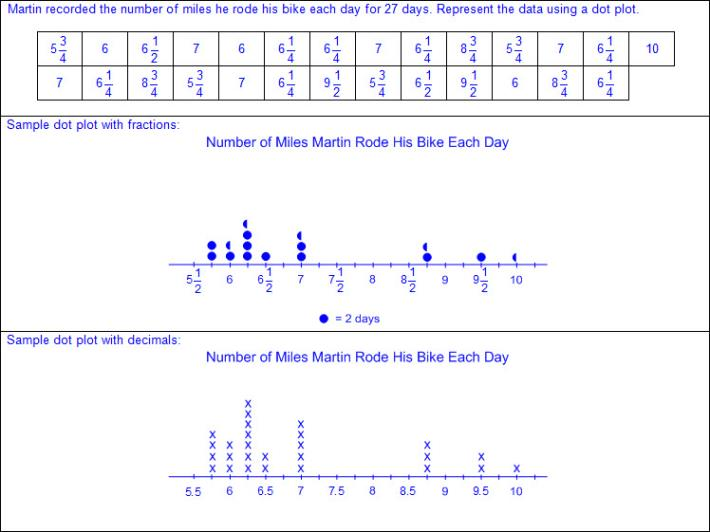 Martin recorded the number of miles he rode his bike each day for 27 days. Represent the data using a dot plot.
5 3/4 6 6 1/2 7 6 6 1/4 6 1/4 7 6 1/4 8 3/4 5 3/4 7 6 1/4 10
7 6 1/4 8 3/4 5 3/4 7 6 1/4 9 1/2 5 3/4 6 1/2 9 1/2 6 8 3/4 6 1/4
Sample dot plot with fractions:
Number of Miles Martin Rode His Bike Each Day
5 1/2 6 6 1/2 7 7 1/2 8 8 1/2 9 9 1/2 10
= 2 days
Sample dot plot with decimals:
Number of Miles Martin Rode His Bike Each Day
5.5 6 6.5 7 7.5 8 8.5 9 9.5 10